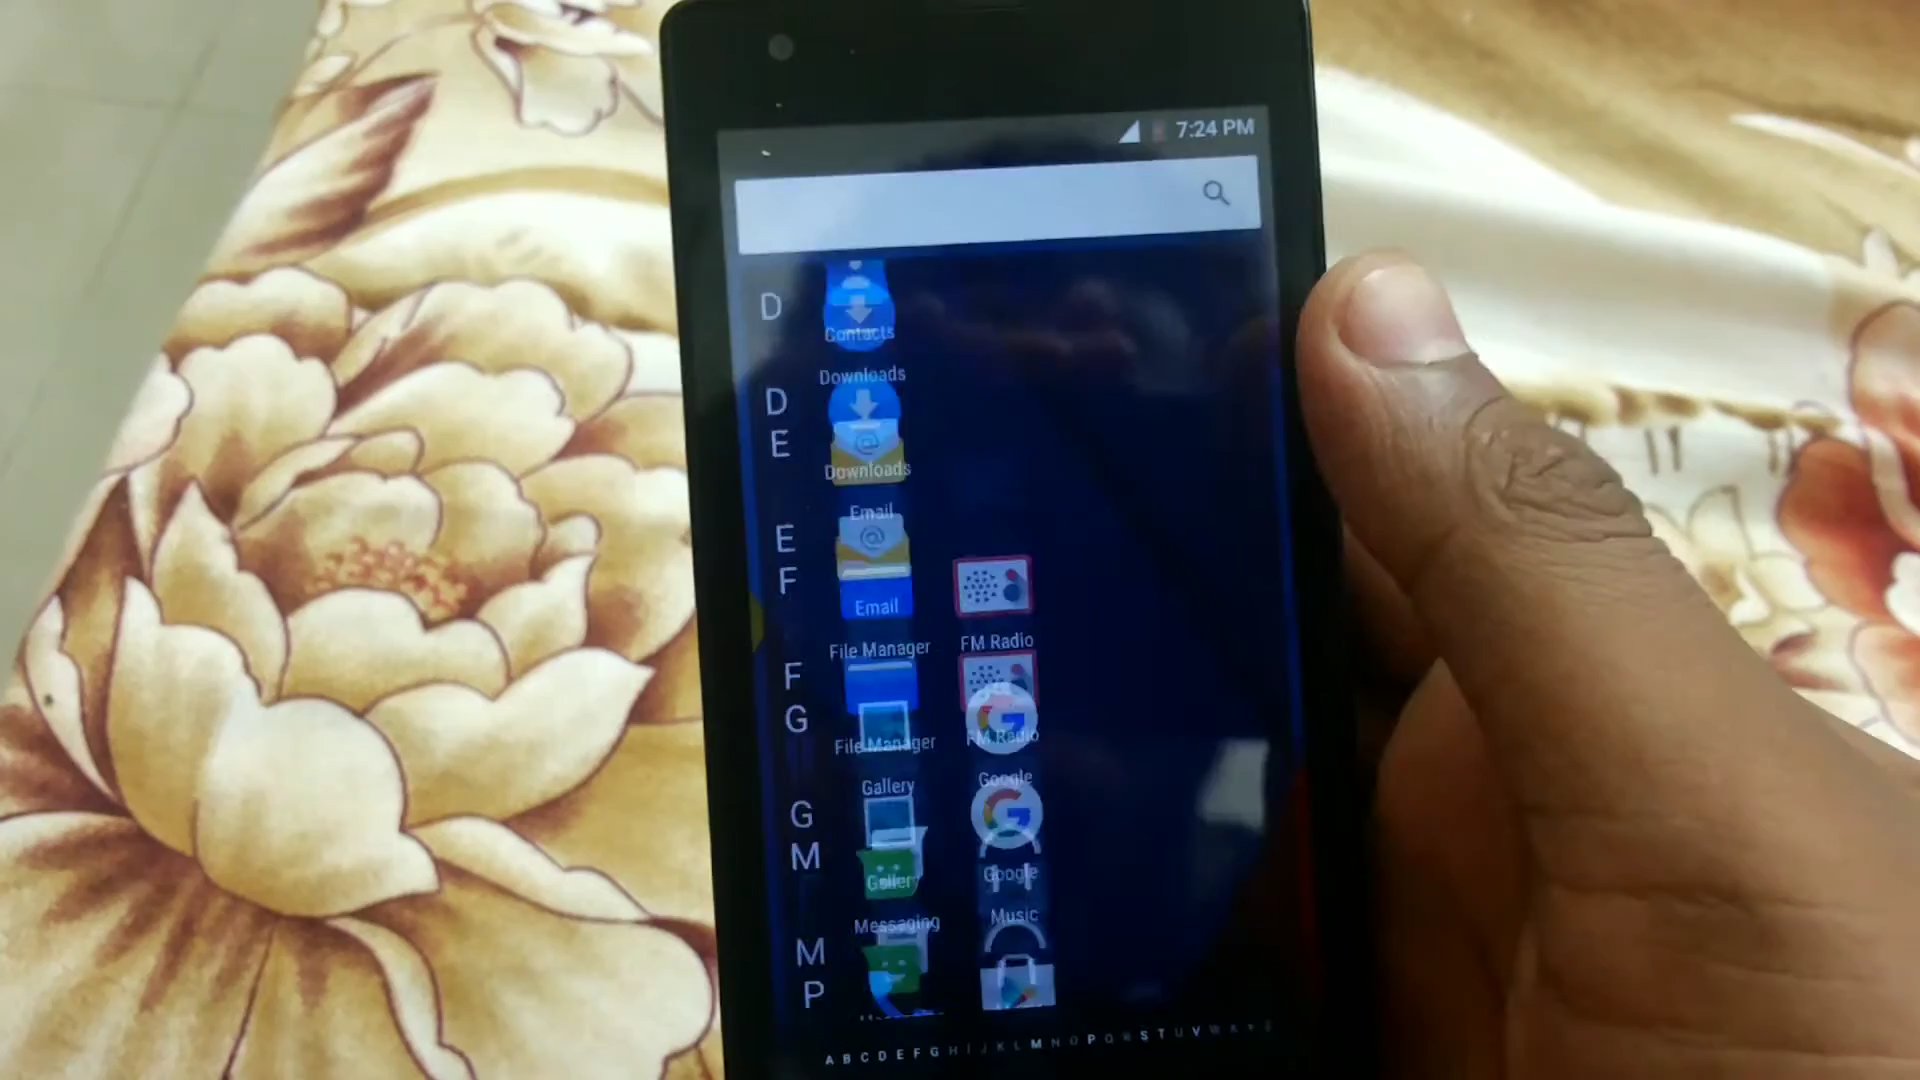 7:24 PM
D
Contacts
Downloads
D
E
Downloads
Email
E
F
Email
File Manager FM Radio
F
G
File Manager FM Radio
Gallery Google
G
M
Gallery Google
Messaging Music
M
P
A B C D E F G H I J K L M N O P Q R S T U V W X Y Z